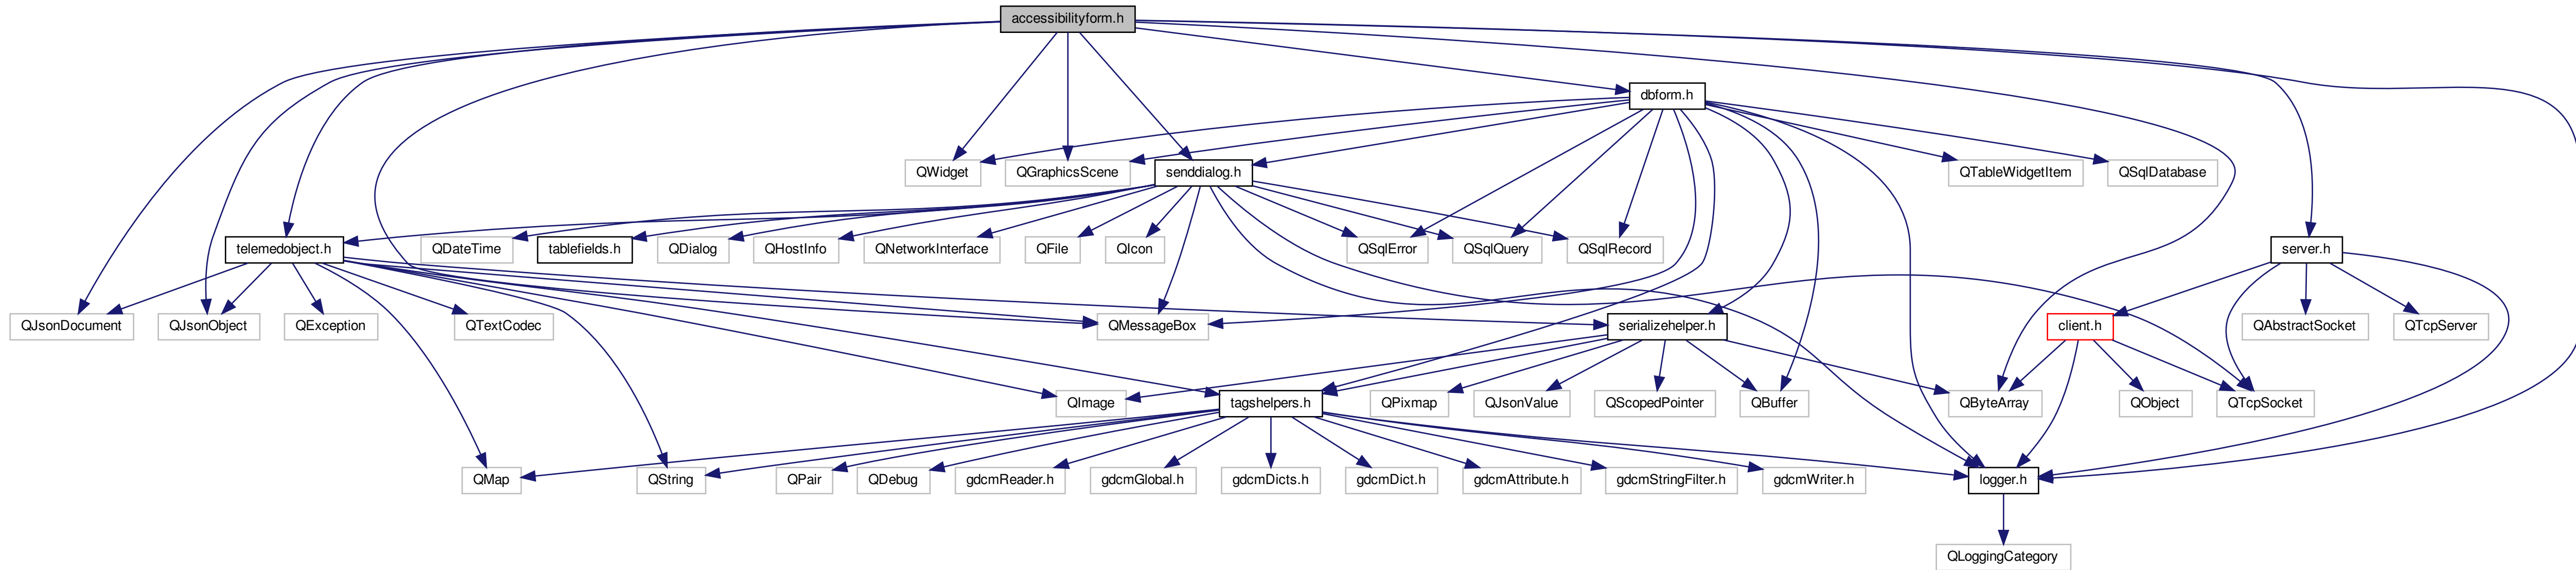 accessibilityform.h
dbform.h
QWidget
QGraphicsScene
senddialog.h
QTableWidgetItem
QSqlDatabase
telemedobject.h
QDateTime
tablefields.h
QDialog
QHostInfo
QNetworkInterface
QFile
QIcon
QSqlError
QSqlQuery
QSqlRecord
server.h
QJsonDocument
QJsonObject
QException
QTextCodec
QMessageBox
serializehelper.h
client.h
QAbstractSocket
QTcpServer
QImage
tagshelpers.h
QPixmap
QJsonValue
QScopedPointer
QBuffer
QByteArray
QObject
QTcpSocket
QMap
QString
QPair
QDebug
gdcmReader.h
gdcmGlobal.h
gdcmDicts.h
gdcmDict.h
gdcmAttribute.h
gdcmStringFilter.h
gdcmWriter.h
logger.h
QLoggingCategory